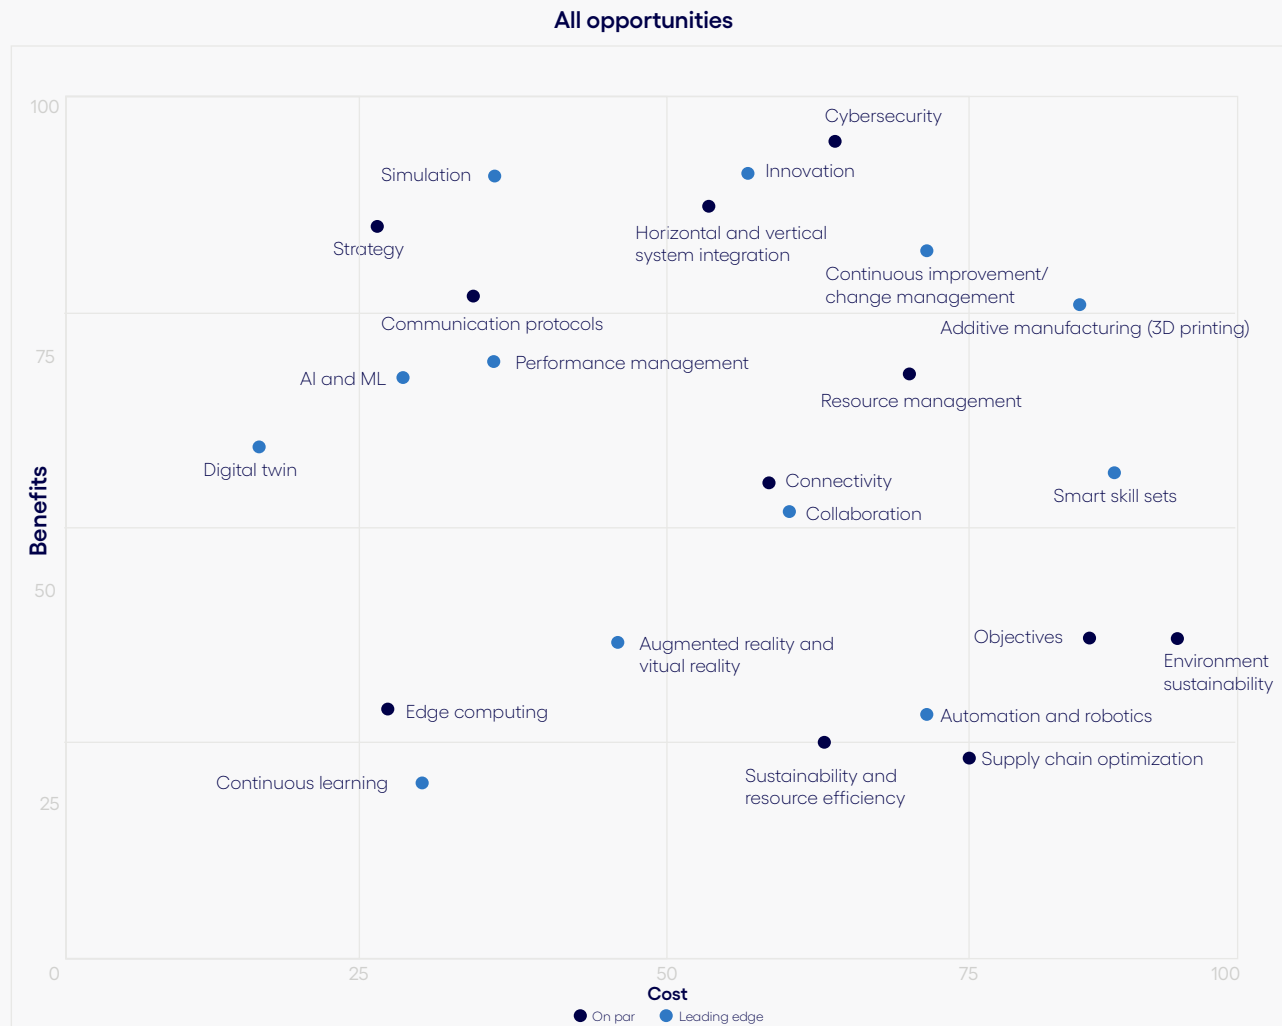 All opportunities
100
Cybersecurity
Innovation
Simulation
Horizontal and vertical
system integration
Strategy
Continuous improvement/
change management
Communication protocols
Additive manufacturing (3D printing)
75
Performance management
AI and ML
Resource management
Digital twin
Connectivity
Smart skill sets
Collaboration
Benefits
50
Objectives
Augmented reality and
vitual reality
Environment
sustainability
Edge computing
Automation and robotics
Supply chain optimization
Sustainability and
resource efficiency
Continuous learning
25
0
25
50
75
100
Cost
On par
Leading edge